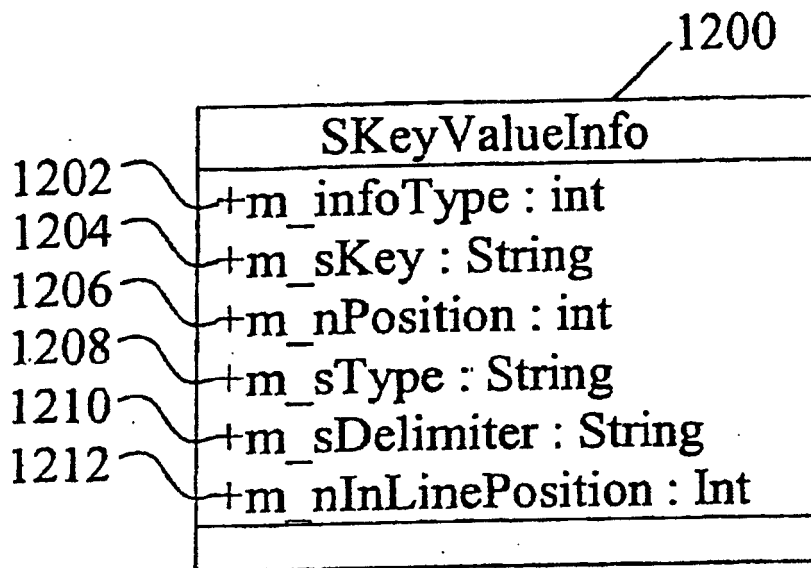 1200
SKeyValueInfo
1202 +m_infoType : int
1204 +m_sKey : String
1206 +m_nPosition : int
1208 +m_sType : String
1210 +m_sDelimiter : String
1212 +m_nInLinePosition : Int